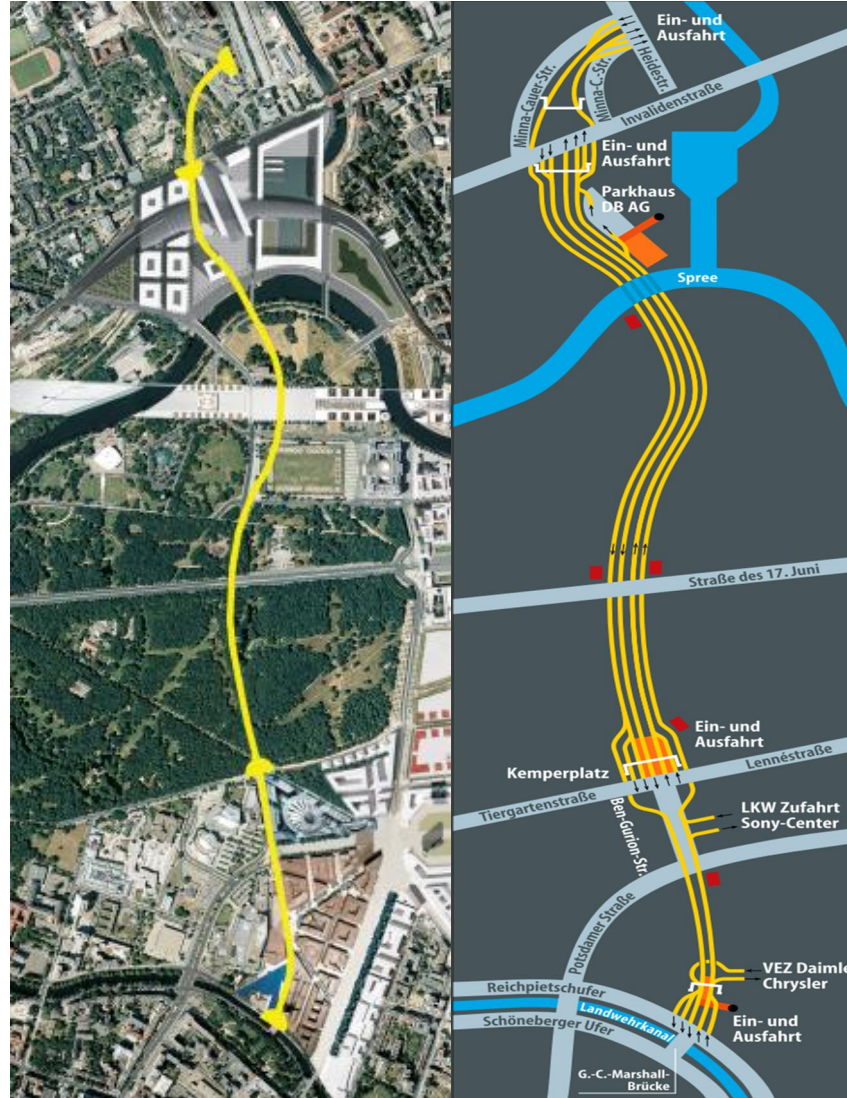 Ein- und
Ausfahrt
Minna-Cauer-Str.
Minna-C.-Str.
Heidestr.
Invalidenstraße
Ein- und
Ausfahrt
Parkhaus
DB AG
Spree
Straße des 17. Juni
Ein- und
Ausfahrt
Kemperplatz
Lennéstraße
Tiergartenstraße
Ben-Gurion-Str.
LKW Zufahrt
Sony-Center
Potsdamer Straße
VEZ Daimle
Chrysler
Reichpietschufer
Landwehrkanal
Schöneberger Ufer
Ein- und
Ausfahrt
G.-C.-Marshall-
Brücke